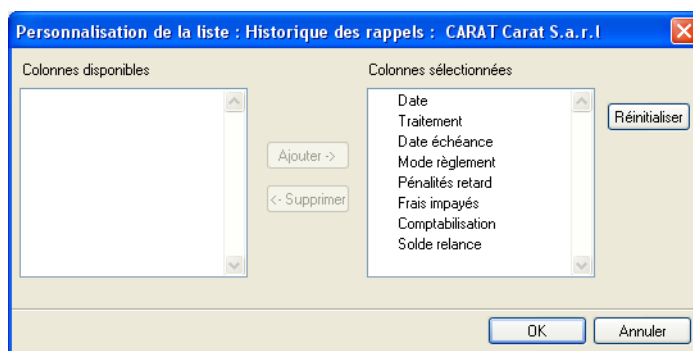 Personnalisation de la liste : Historique des rappels : CARAT Carat S.a.r.l
Colonnes disponibles
Colonnes sélectionnées
Date
Traitement
Date échéance
Mode règlement
Pénalités retard
Frais impayés
Comptabilisation
Solde relance
Ajouter ->
<- Supprimer
Réinitialiser
OK
Annuler